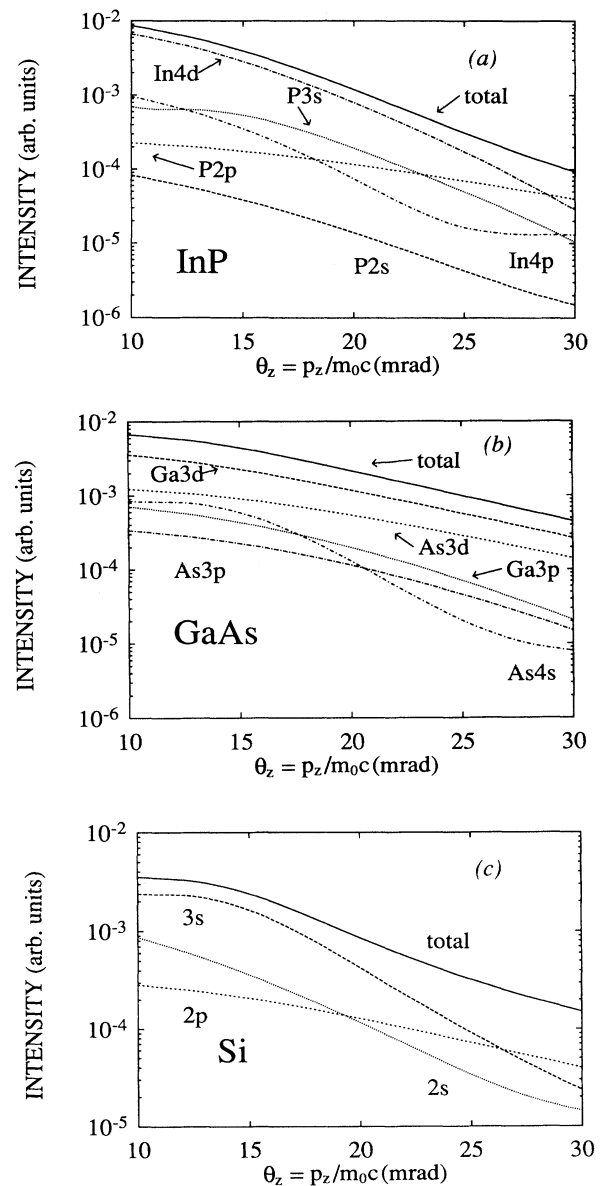 INTENSITY (arb. units)
10-2
10-3
10-4
10-5
10-6
(a)
In4d
P3s
total
P2p
InP
P2s
In4p
10 15 20 25 30
θz = pz/m0c (mrad)
INTENSITY (arb. units)
10-2
10-3
10-4
10-5
10-6
(b)
total
Ga3d
As3d
Ga3p
As3p
GaAs
As4s
10 15 20 25 30
θz = pz/m0c (mrad)
INTENSITY (arb. units)
10-2
10-3
10-4
10-5
(c)
3s
total
2p
Si
2s
10 15 20 25 30
θz = pz/m0c (mrad)